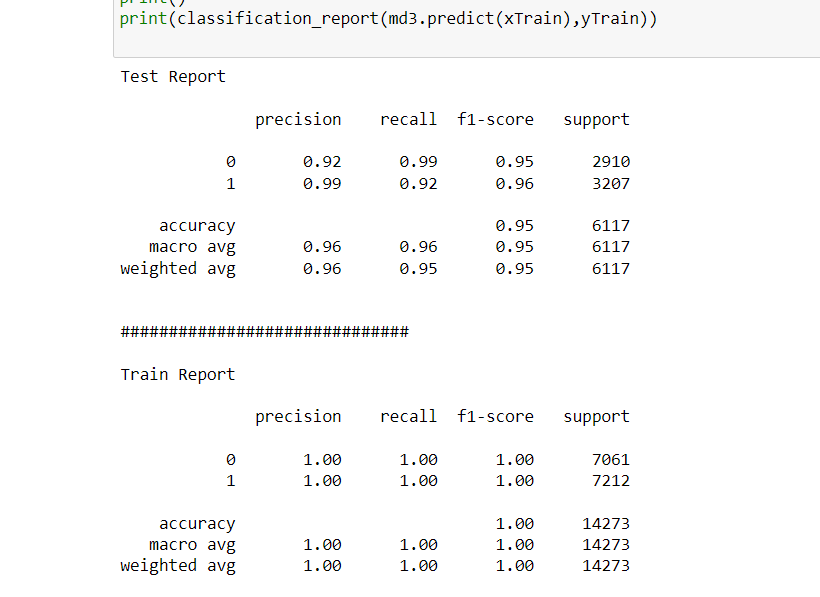 print()
print(classification_report(md3.predict(xTrain),yTrain))
Test Report
precision recall f1-score support
0 0.92 0.99 0.95 2910
1 0.99 0.92 0.96 3207
accuracy 0.95 6117
macro avg 0.96 0.96 0.95 6117
weighted avg 0.96 0.95 0.95 6117
##############################
Train Report
precision recall f1-score support
0 1.00 1.00 1.00 7061
1 1.00 1.00 1.00 7212
accuracy 1.00 14273
macro avg 1.00 1.00 1.00 14273
weighted avg 1.00 1.00 1.00 14273